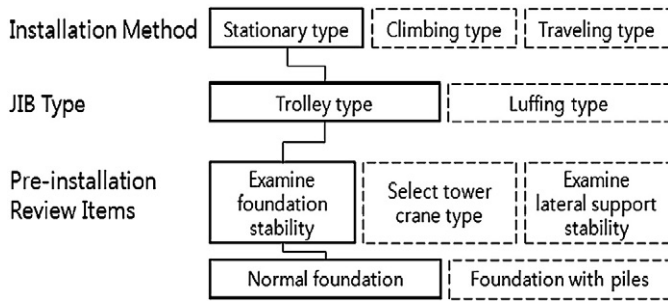 Installation Method
Stationary type
Climbing type
Traveling type
JIB Type
Trolley type
Luffing type
Pre-installation
Review Items
Examine
foundation
stability
Select tower
crane type
Examine
lateral support
stability
Normal foundation
Foundation with piles